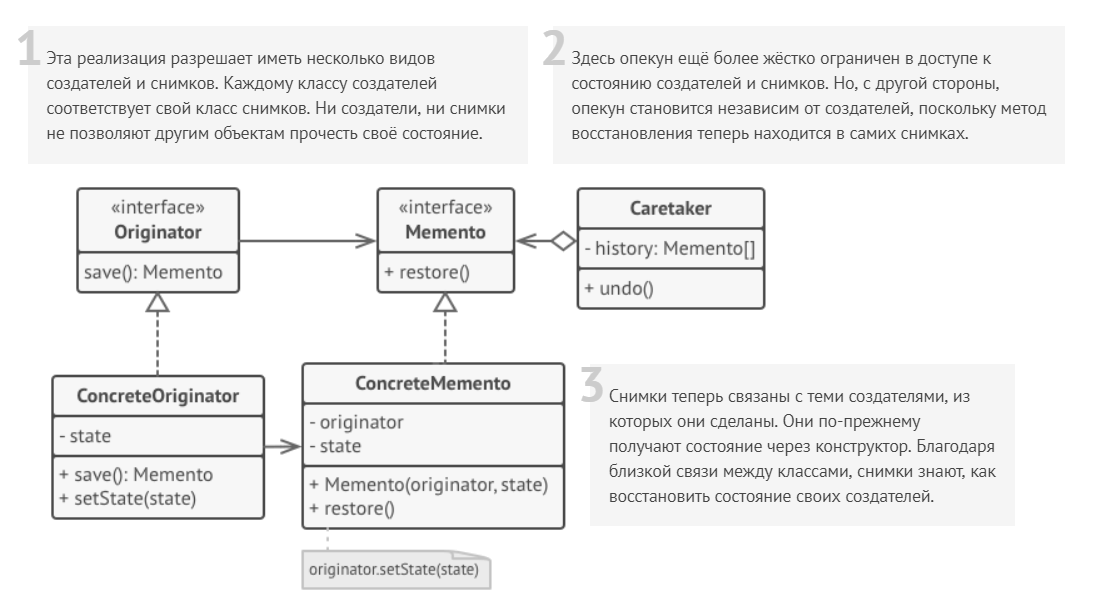 1
Эта реализация разрешает иметь несколько видов
создателей и снимков. Каждому классу создателей
соответствует свой класс снимков. Ни создатели, ни снимки
не позволяют другим объектам прочесть своё состояние.
2
Здесь опекун ещё более жёстко ограничен в доступе к
состоянию создателей и снимков. Но, с другой стороны,
опекун становится независим от создателей, поскольку метод
восстановления теперь находится в самих снимках.
«interface»
Originator
save(): Memento
«interface»
Memento
+ restore()
Caretaker
- history: Memento[]
+ undo()
ConcreteOriginator
- state
+ save(): Memento
+ setState(state)
ConcreteMemento
- originator
- state
+ Memento(originator, state)
+ restore()
originator.setState(state)
3
Снимки теперь связаны с теми создателями, из
которых они сделаны. Они по-прежнему
получают состояние через конструктор. Благодаря
близкой связи между классами, снимки знают, как
восстановить состояние своих создателей.